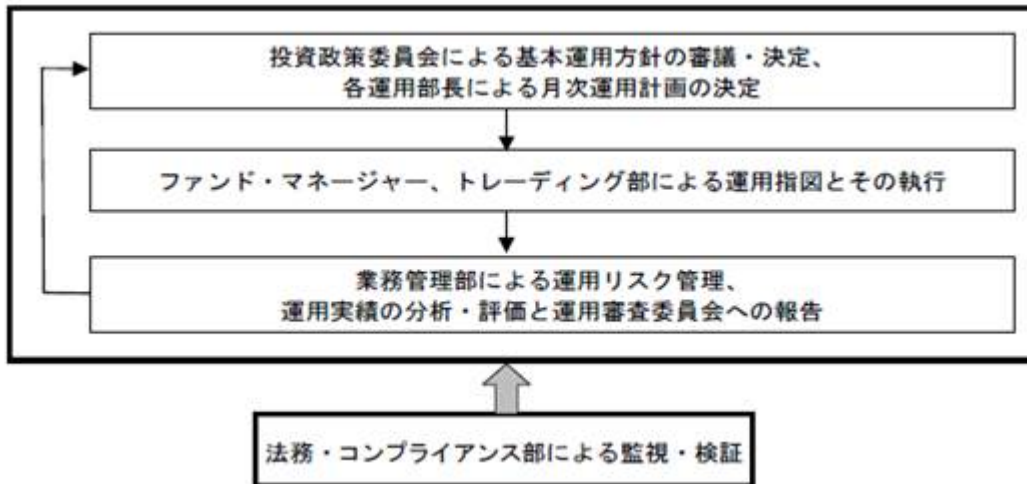 投資政策委員会による基本運用方針の審議・決定、
各運用部長による月次運用計画の決定
ファンド・マネージャー、トレーディング部による運用指図とその執行
業務管理部による運用リスク管理、
運用実績の分析・評価と運用審査委員会への報告
法務・コンプライアンス部による監視・検証